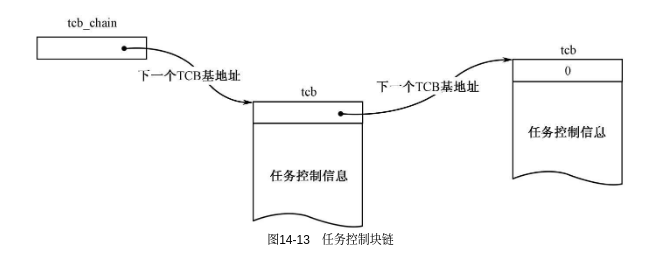 tcb_chain
下一个TCB基地址
tcb
任务控制信息
下一个TCB基地址
tcb
0
任务控制信息
图14-13 任务控制块链